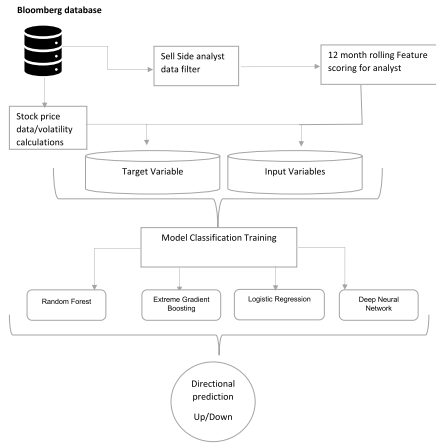 Bloomberg database
Sell Side analyst
data filter
12 month rolling Feature
scoring for analyst
Stock price
data/volatility
calculations
Target Variable
Input Variables
Model Classification Training
Random Forest
Extreme Gradient
Boosting
Logistic Regression
Deep Neural
Network
Directional
prediction
Up/Down